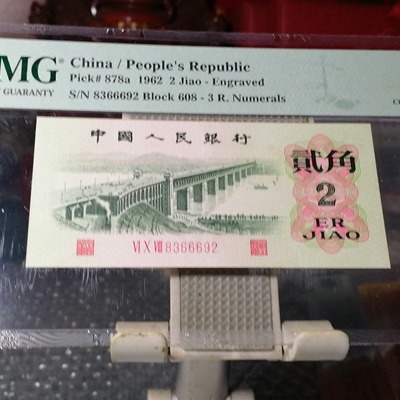 MG
GUARANTY
China / People's Republic
Pick# 878a 1962 2 Jiao - Engraved
S/N 8366692 Block 608 - 3 R. Numerals
中國人民銀行
貳角
2
ER
JIAO
VI X VIII 8366692